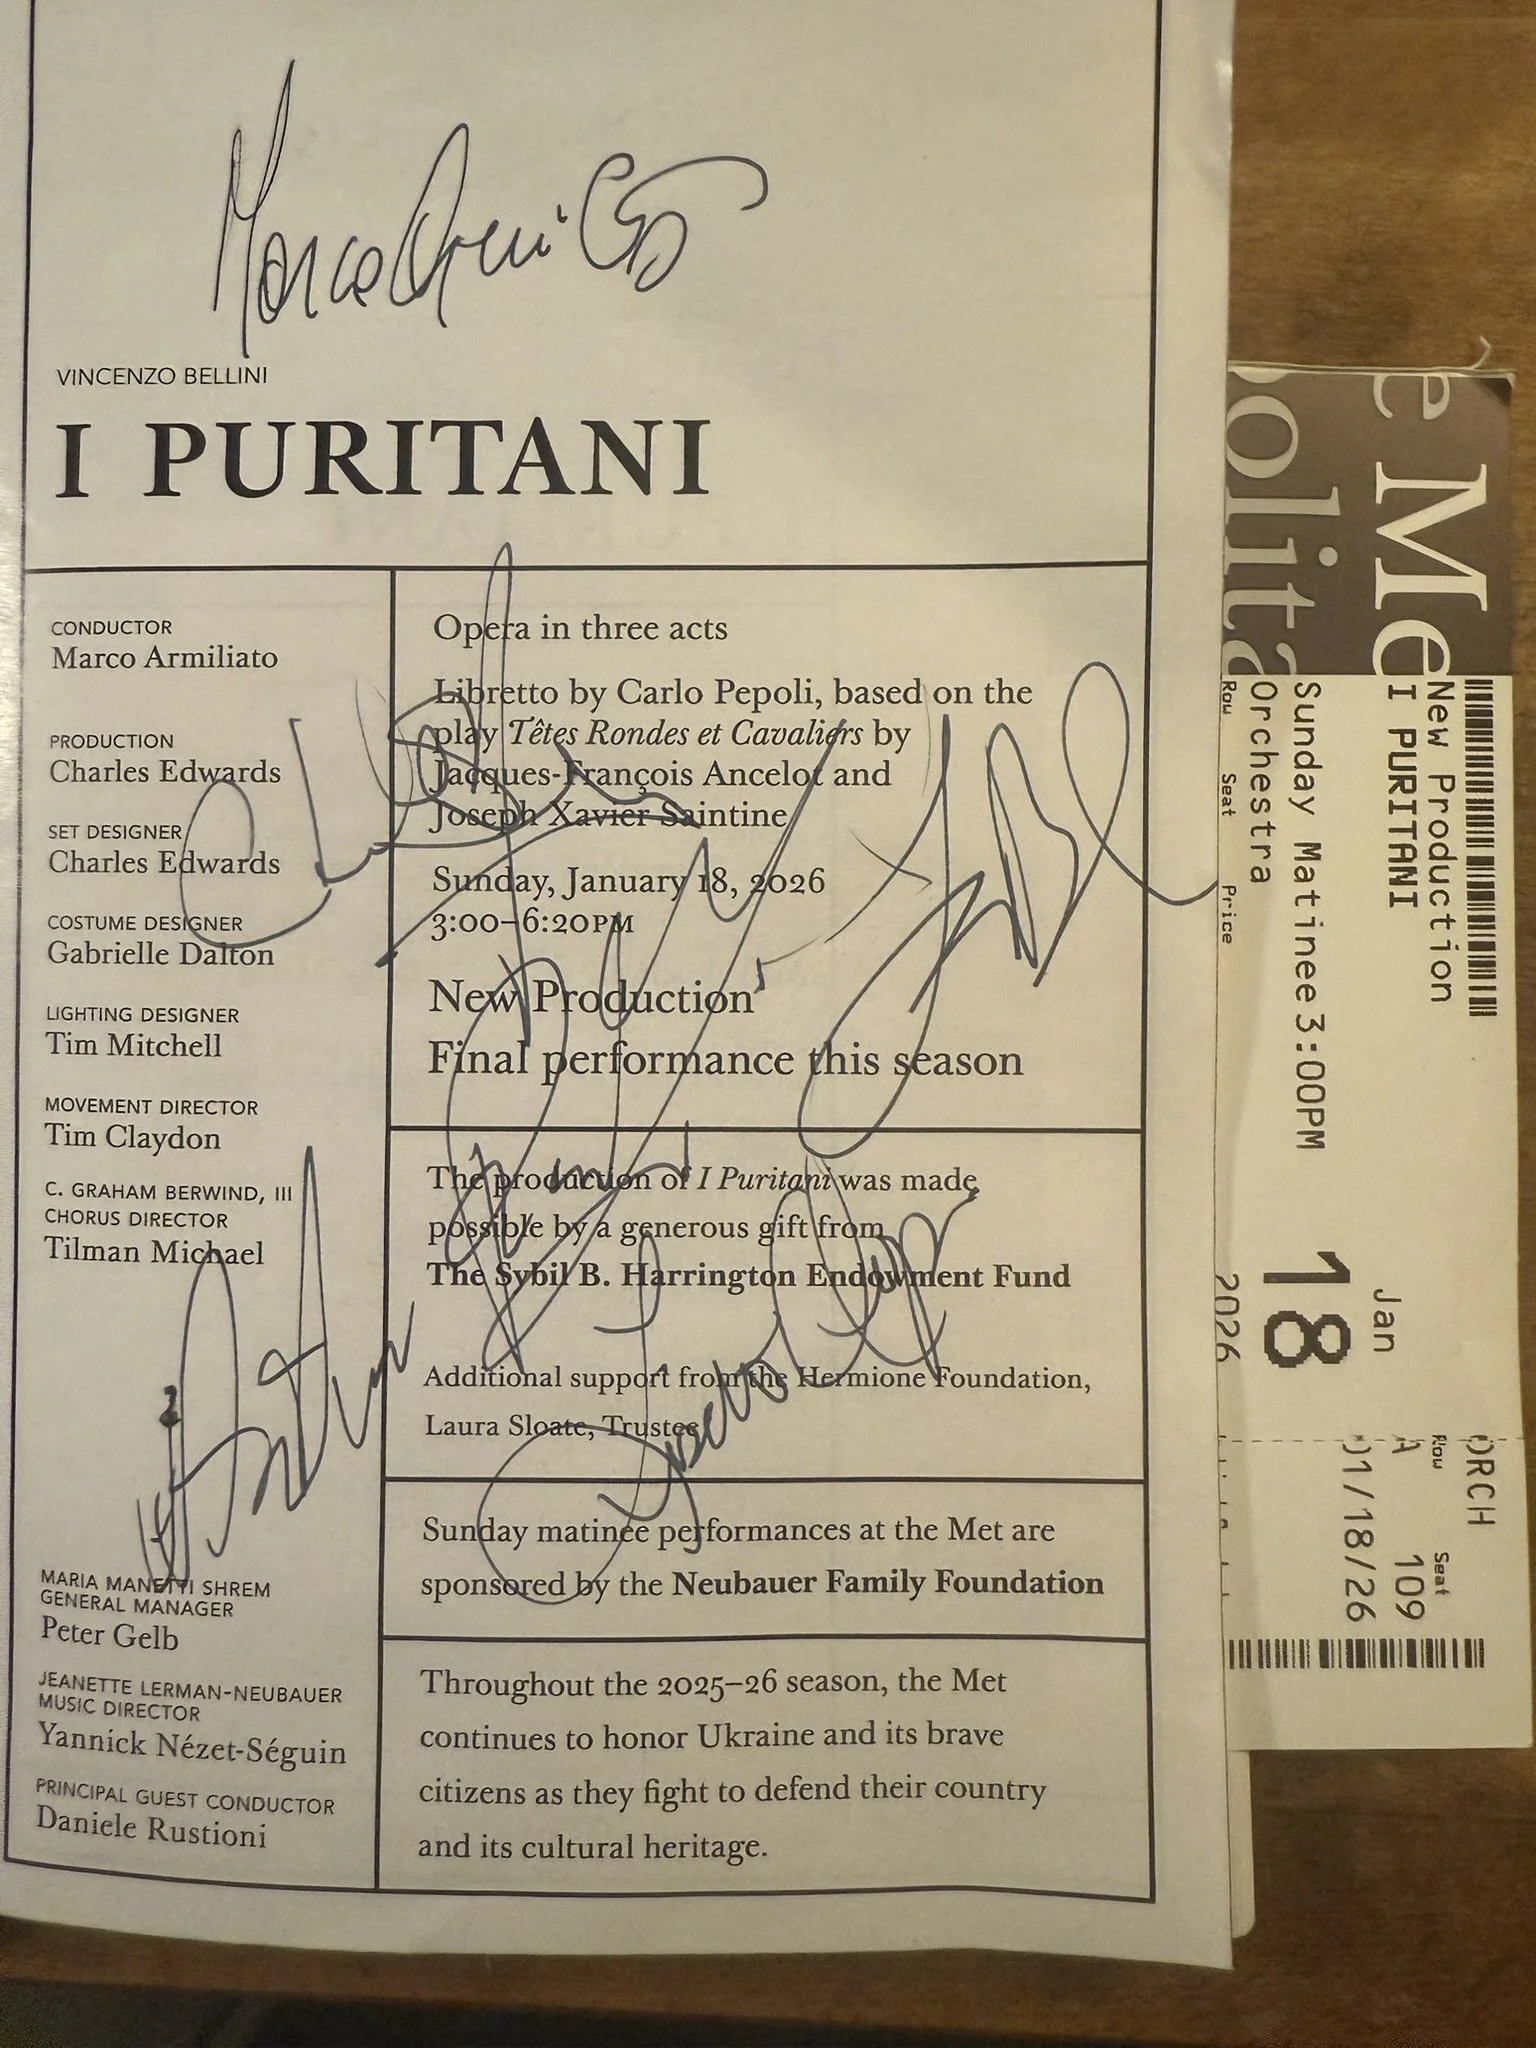 Marco Armiliato
VINCENZO BELLINI
I PURITANI
CONDUCTOR
Marco Armiliato
PRODUCTION
Charles Edwards
SET DESIGNER
Charles Edwards
COSTUME DESIGNER
Gabrielle Dalton
LIGHTING DESIGNER
Tim Mitchell
MOVEMENT DIRECTOR
Tim Claydon
C. GRAHAM BERWIND, III
CHORUS DIRECTOR
Tilman Michael
MARIA MANETTI SHREM
GENERAL MANAGER
Peter Gelb
JEANETTE LERMAN-NEUBAUER
MUSIC DIRECTOR
Yannick Nézet-Séguin
PRINCIPAL GUEST CONDUCTOR
Daniele Rustioni
Opera in three acts
Libretto by Carlo Pepoli, based on the
play Têtes Rondes et Cavaliers by
Jacques-François Ancelot and
Joseph Xavier Saintine
Sunday, January 18, 2026
3:00–6:20PM
New Production
Final performance this season
The production of I Puritani was made
possible by a generous gift from
The Sybil B. Harrington Endowment Fund
Additional support from the Hermione Foundation,
Laura Sloate, Trustee
Sunday matinée performances at the Met are
sponsored by the Neubauer Family Foundation
Throughout the 2025–26 season, the Met
continues to honor Ukraine and its brave
citizens as they fight to defend their country
and its cultural heritage.
e Me
olita
New Production
I PURITANI
Sunday Matinee 3:00PM
Orchestra
Row Seat Price
Jan
18
2026
ORCH
Row Seat
A 109
01/18/26